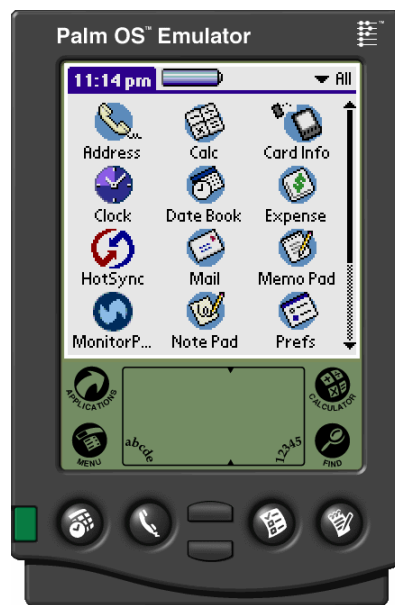 Palm OS™ Emulator
11:14 pm All
Address Calc Card Info
Clock Date Book Expense
HotSync Mail Memo Pad
MonitorP... Note Pad Prefs
APPLICATIONS CALCULATOR
MENU abcde 12345 FIND